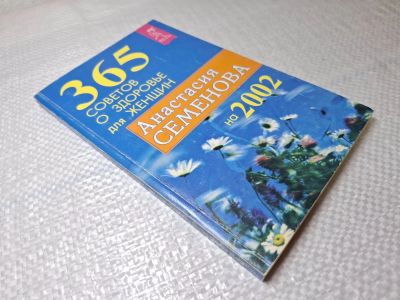 365
СОВЕТОВ
О ЗДОРОВЬЕ
для ЖЕНЩИН
Анастасия
СЕМЕНОВА
на 2002